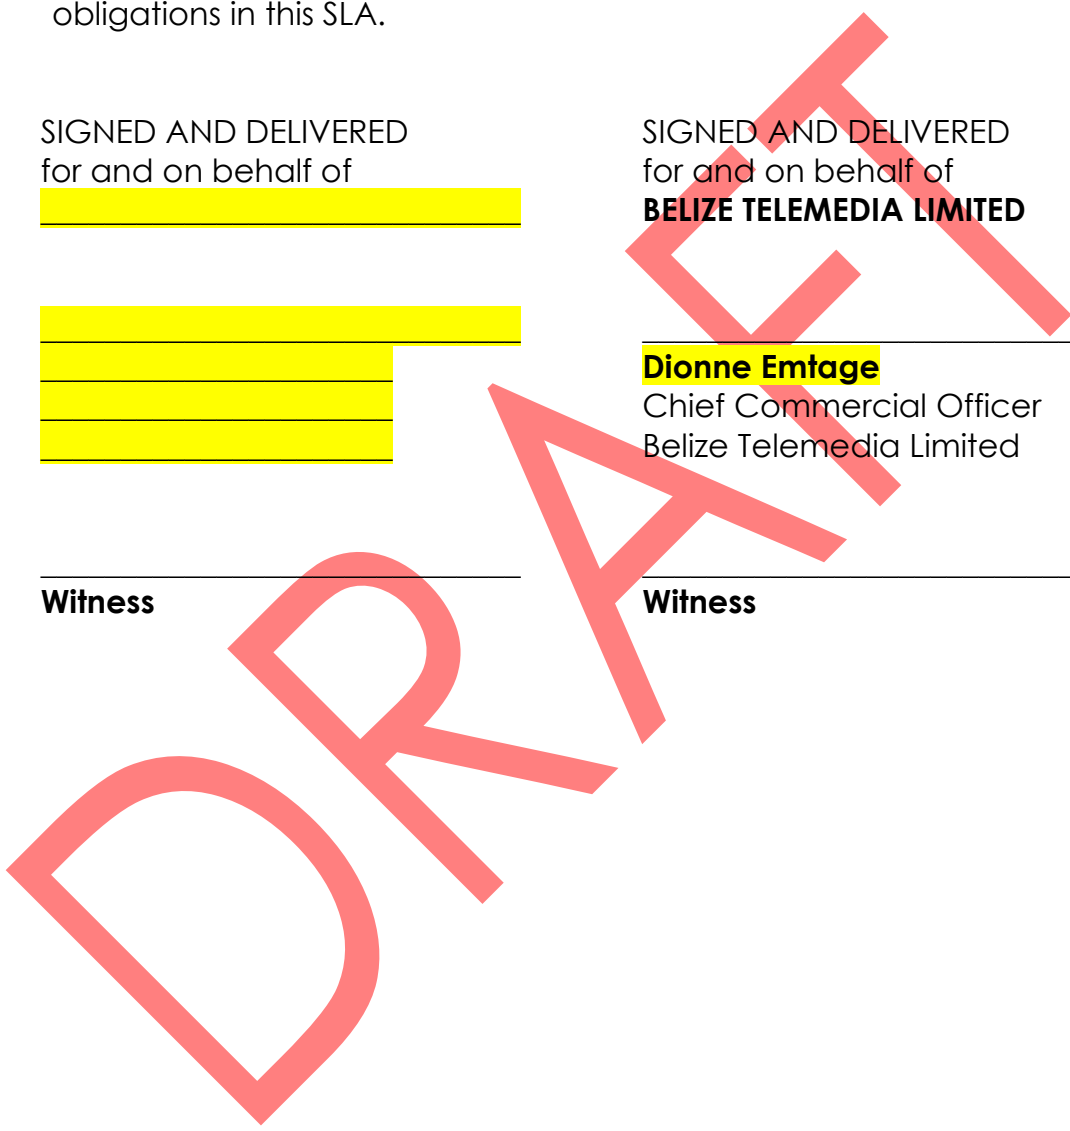 obligations in this SLA.
SIGNED AND DELIVERED
for and on behalf of
SIGNED AND DELIVERED
for and on behalf of
BELIZE TELEMEDIA LIMITED
Dionne Emtage
Chief Commercial Officer
Belize Telemedia Limited
Witness
Witness
DRAFT